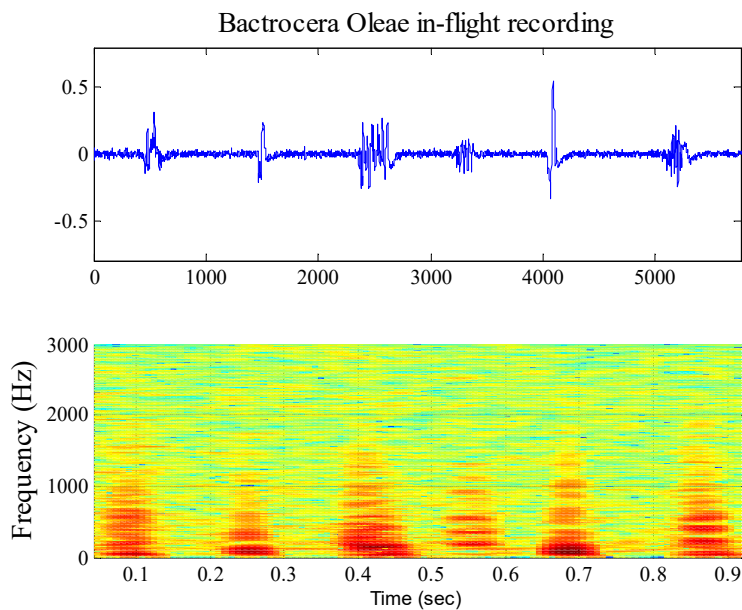 Bactrocera Oleae in-flight recording
0.5
0
-0.5
0 1000 2000 3000 4000 5000
3000
2000
1000
0
Frequency (Hz)
0.1 0.2 0.3 0.4 0.5 0.6 0.7 0.8 0.9
Time (sec)